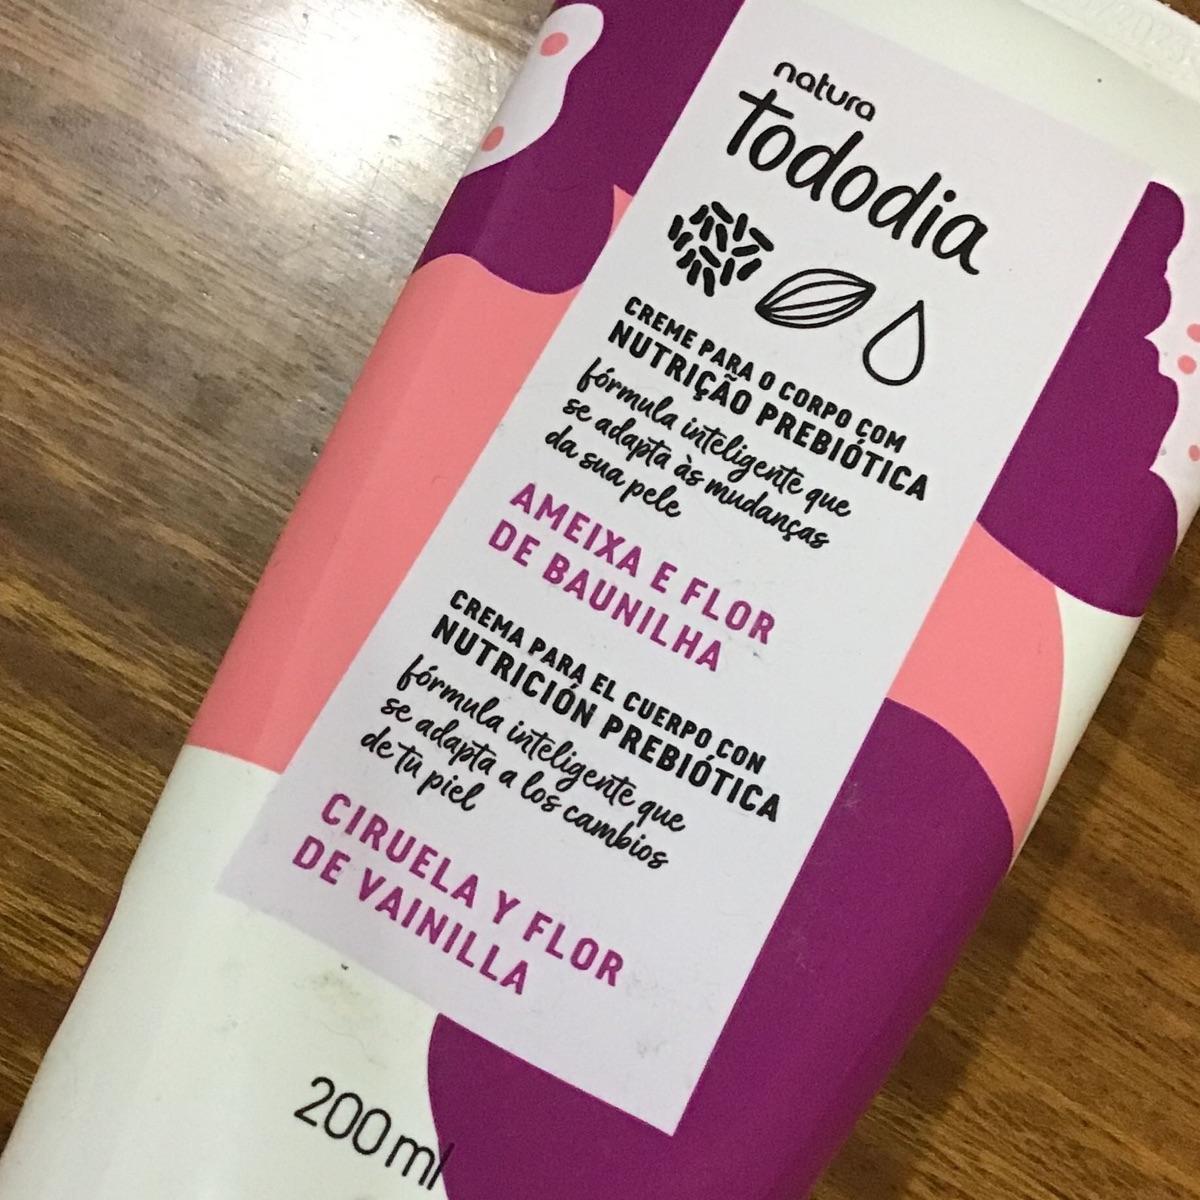 natura
tododia
CREME PARA O CORPO COM
NUTRIÇÃO PREBIÓTICA
fórmula inteligente que
se adapta às mudanças
da sua pele
AMEIXA E FLOR
DE BAUNILHA
CREMA PARA EL CUERPO CON
NUTRICIÓN PREBIÓTICA
fórmula inteligente que
se adapta a los cambios
de tu piel
CIRUELA Y FLOR
DE VAINILLA
200 ml